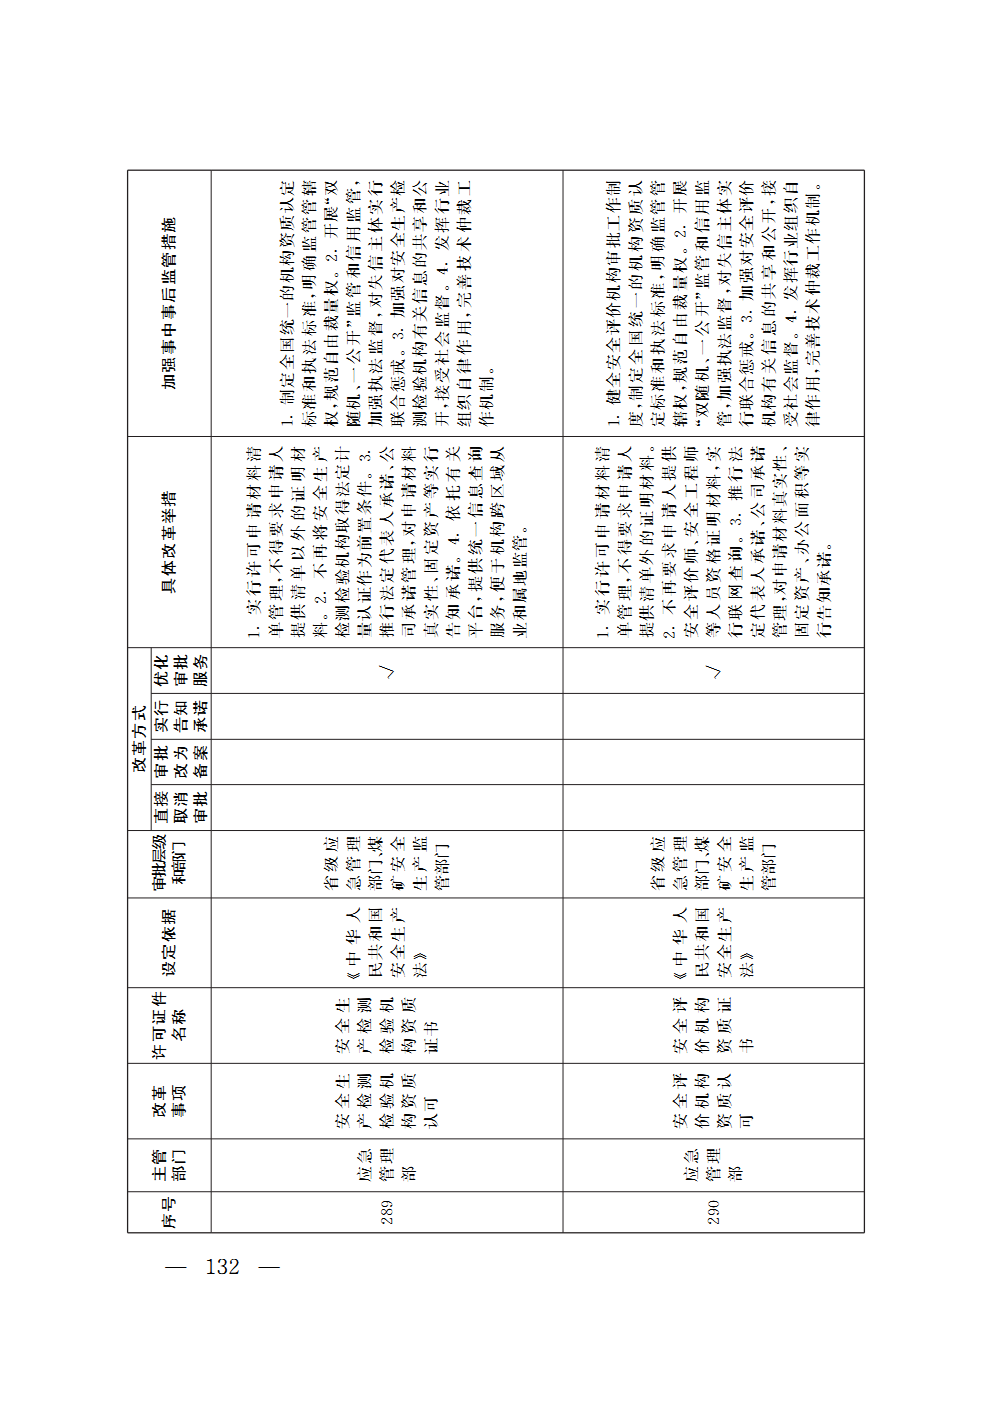 序号
主管
部门
改革
事项
许可证件
名称
设定依据
审批层级
和部门
改革方式
直接
取消
审批
审批
改为
备案
实行
告知
承诺
优化
审批
服务
具体改革举措
加强事中事后监管措施
289
应急
管理
部
安全生
产检测
检验机
构资质
认可
安全生
产检测
检验机
构资质
证书
《中华人
民共和国
安全生产
法》
省级应
急管理
部门、煤
矿安全
生产监
管部门
√
1. 实行许可申请材料清
单管理,不得要求申请人
提供清单以外的证明材
料。2. 不再将安全生产
检测检验机构取得法定计
量认证作为前置条件。3.
推行法定代表人承诺、公
司承诺管理,对申请材料
真实性、固定资产等实行
告知承诺。4. 依托有关
平台,提供统一信息查询
服务,便于机构跨区域从
业和属地监管。
1. 制定全国统一的机构资质认定
标准和执法标准,明确监管管辖
权,规范自由裁量权。2. 开展“双
随机、一公开”监管和信用监管,
加强执法监督,对失信主体实行
联合惩戒。3. 加强对安全生产检
测检验机构有关信息的共享和公
开,接受社会监督。4. 发挥行业
组织自律作用,完善技术仲裁工
作机制。
290
应急
管理
部
安全评
价机构
资质认
可
安全评
价机构
资质证
书
《中华人
民共和国
安全生产
法》
省级应
急管理
部门、煤
矿安全
生产监
管部门
√
1. 实行许可申请材料清
单管理,不得要求申请人
提供清单外的证明材料。
2. 不再要求申请人提供
安全评价师、安全工程师
等人员资格证明材料,实
行联网查询。3. 推行法
定代表人承诺、公司承诺
管理,对申请材料真实性、
固定资产、办公面积等实
行告知承诺。
1. 健全安全评价机构审批工作制
度,制定全国统一的机构资质认
定标准和执法标准,明确监管管
辖权,规范自由裁量权。2. 开展
“双随机、一公开”监管和信用监
管,加强执法监督,对失信主体实
行联合惩戒。3. 加强对安全评价
机构有关信息的共享和公开,接
受社会监督。4. 发挥行业组织自
律作用,完善技术仲裁工作机制。
— 132 —